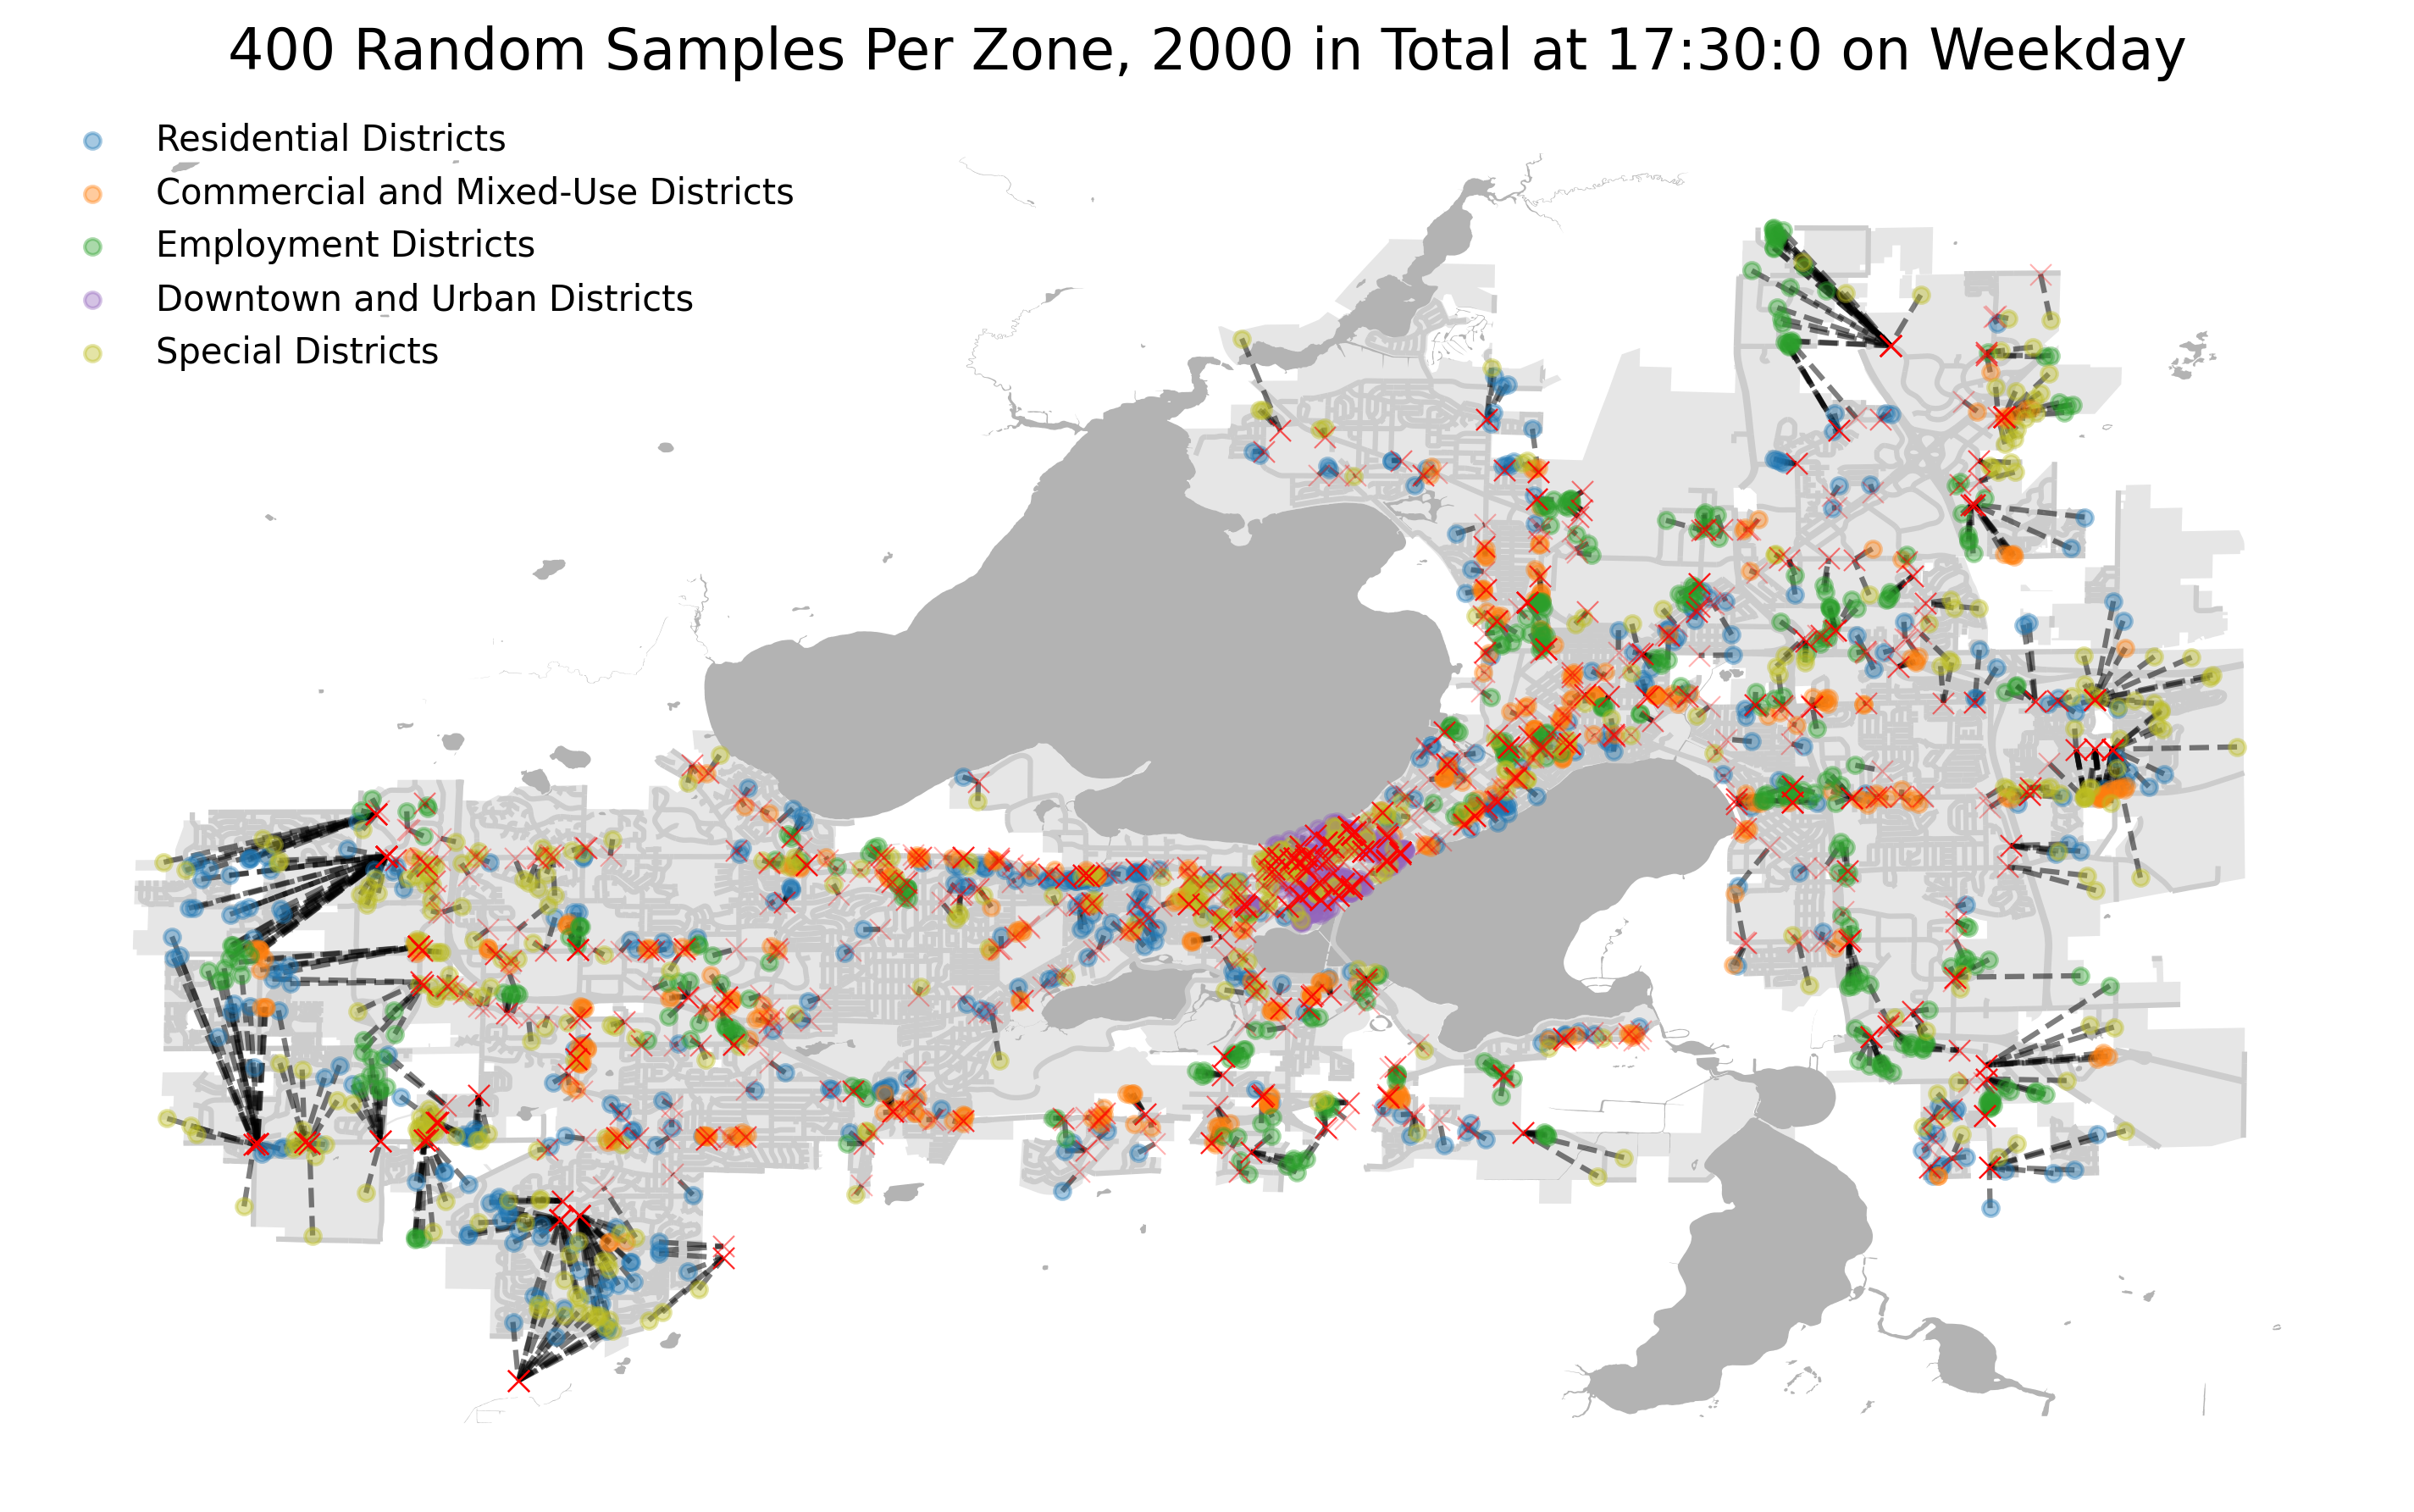 400 Random Samples Per Zone, 2000 in Total at 17:30:0 on Weekday
Residential Districts
Commercial and Mixed-Use Districts
Employment Districts
Downtown and Urban Districts
Special Districts